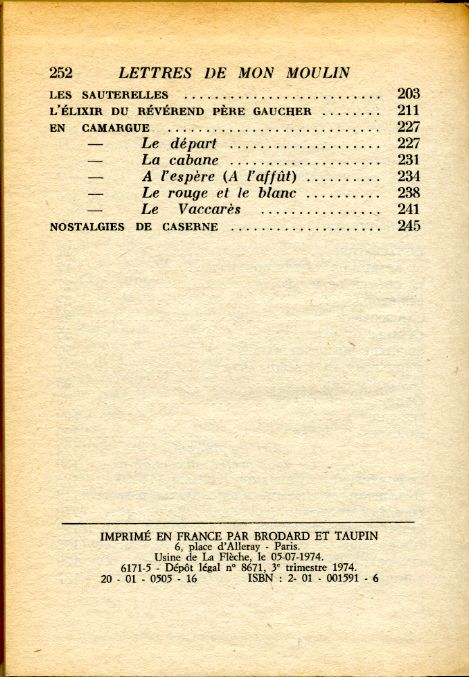 252 LETTRES DE MON MOULIN
LES SAUTERELLES .......................... 203
L'ÉLIXIR DU RÉVÉREND PÈRE GAUCHER ........ 211
EN CAMARGUE ............................ 227
— Le départ .................... 227
— La cabane .................... 231
— A l'espère (A l'affût) .......... 234
— Le rouge et le blanc .......... 238
— Le Vaccarès ................ 241
NOSTALGIES DE CASERNE .................... 245
IMPRIMÉ EN FRANCE PAR BRODARD ET TAUPIN
6, place d'Alleray - Paris.
Usine de La Flèche, le 05-07-1974.
6171-5 - Dépôt légal n° 8671, 3e trimestre 1974.
20 - 01 - 0505 - 16 ISBN : 2- 01 - 001591 - 6